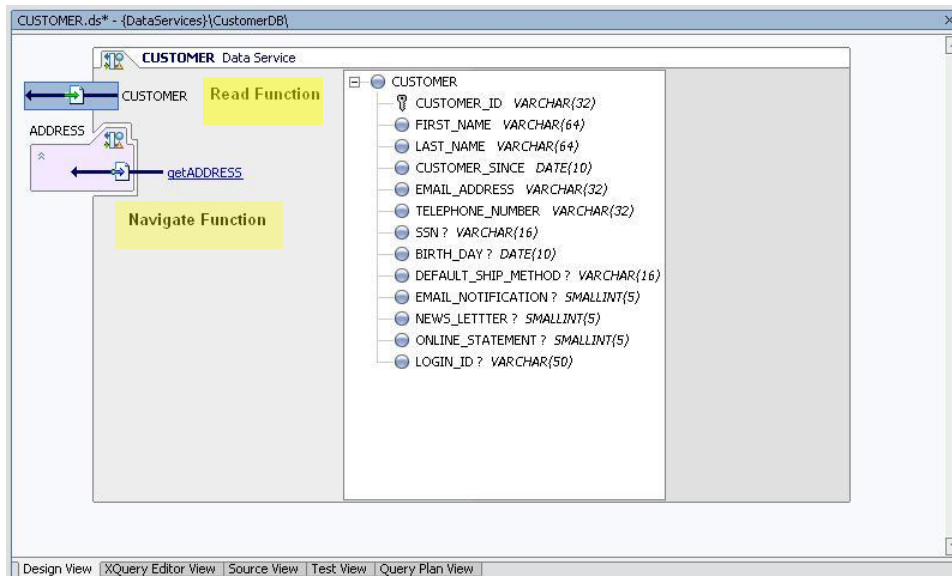 CUSTOMER.ds* - {DataServices}\CustomerDB\
CUSTOMER Data Service
CUSTOMER
Read Function
ADDRESS
getADDRESS
Navigate Function
CUSTOMER
CUSTOMER_ID VARCHAR(32)
FIRST_NAME VARCHAR(64)
LAST_NAME VARCHAR(64)
CUSTOMER_SINCE DATE(10)
EMAIL_ADDRESS VARCHAR(32)
TELEPHONE_NUMBER VARCHAR(32)
SSN ? VARCHAR(16)
BIRTH_DAY ? DATE(10)
DEFAULT_SHIP_METHOD ? VARCHAR(16)
EMAIL_NOTIFICATION ? SMALLINT(5)
NEWS_LETTTER ? SMALLINT(5)
ONLINE_STATEMENT ? SMALLINT(5)
LOGIN_ID ? VARCHAR(50)
Design View XQuery Editor View Source View Test View Query Plan View